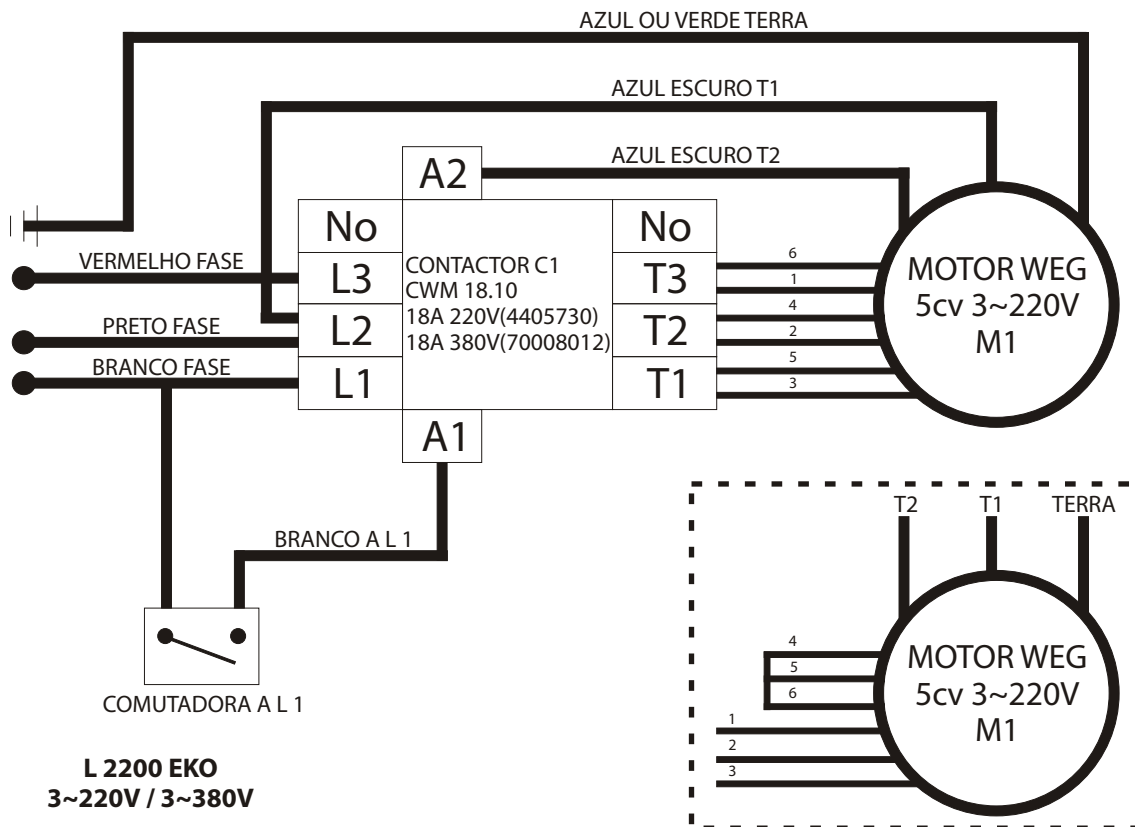 AZUL OU VERDE TERRA
AZUL ESCURO T1
AZUL ESCURO T2
A2
No
No
VERMELHO FASE
L3
T3
PRETO FASE
L2
T2
BRANCO FASE
L1
T1
CONTACTOR C1
CWM 18.10
18A 220V(4405730)
18A 380V(70008012)
6
1
4
2
5
3
MOTOR WEG
5cv 3~220V
M1
A1
BRANCO A L 1
COMUTADORA A L 1
L 2200 EKO
3~220V / 3~380V
T2
T1
TERRA
4
5
6
1
2
3
MOTOR WEG
5cv 3~220V
M1